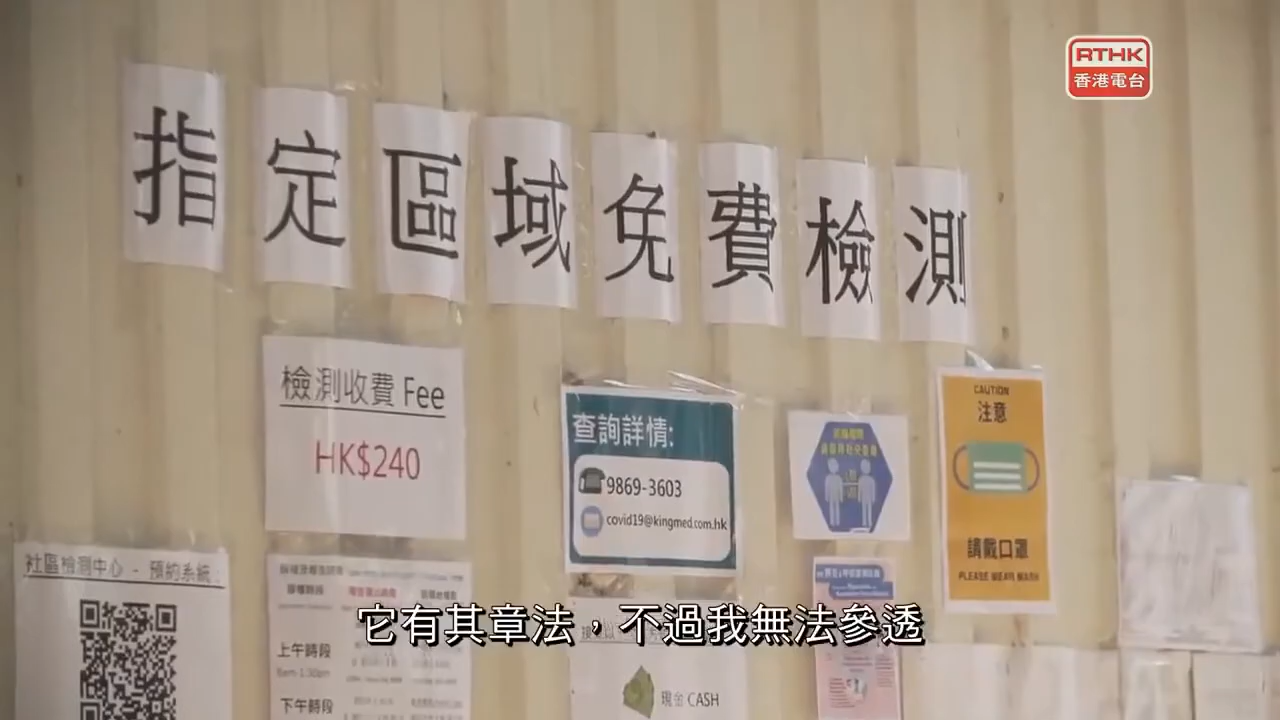 RTHK
香港電台
指定區域免費檢測
檢測收費 Fee
HK$240
查詢詳情:
9869-3603
covid19@kingmed.com.hk
CAUTION
注意
請戴口罩
PLEASE WEAR MASK
社區檢測中心 - 預約系統:
上午時段
8am-1:30pm
下午時段
現金 CASH
它有其章法，不過我無法參透